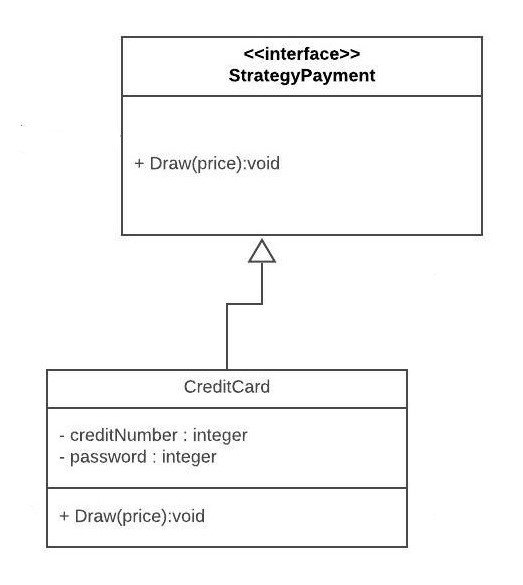 <<interface>>
StrategyPayment
+ Draw(price):void
CreditCard
- creditNumber : integer
- password : integer
+ Draw(price):void